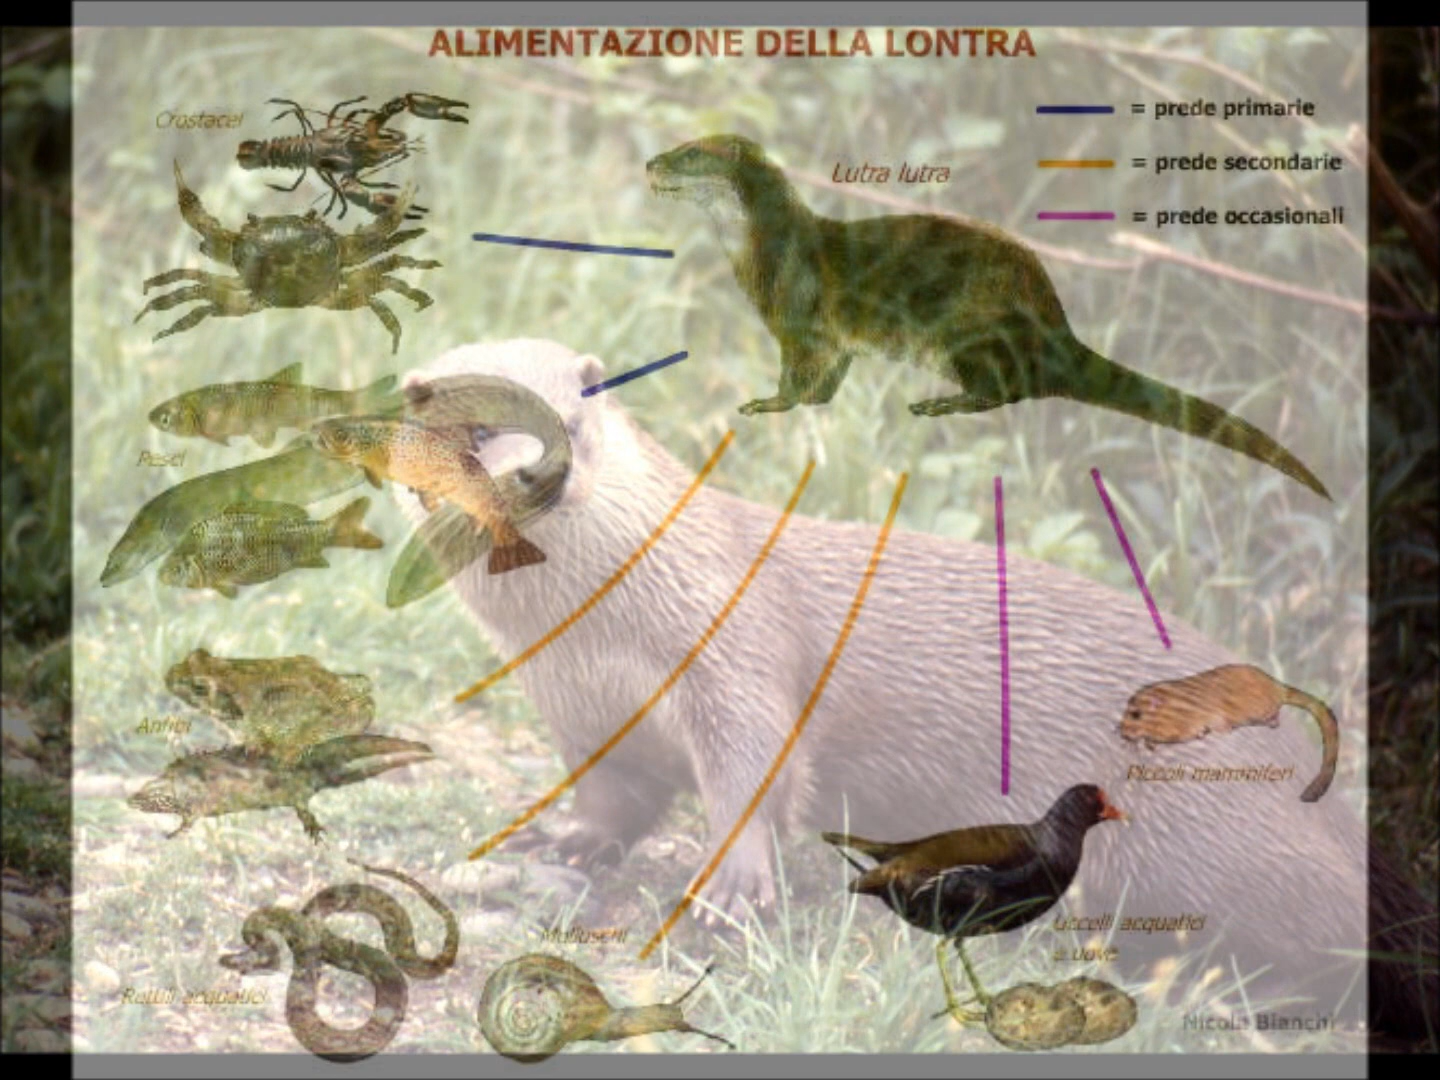 ALIMENTAZIONE DELLA LONTRA
Crostacei
= prede primarie
= prede secondarie
= prede occasionali
Lutra lutra
Pesci
Anfibi
Piccoli mammiferi
Uccelli acquatici
e uova
Molluschi
Rettili acquatici
Nicola Bianchi